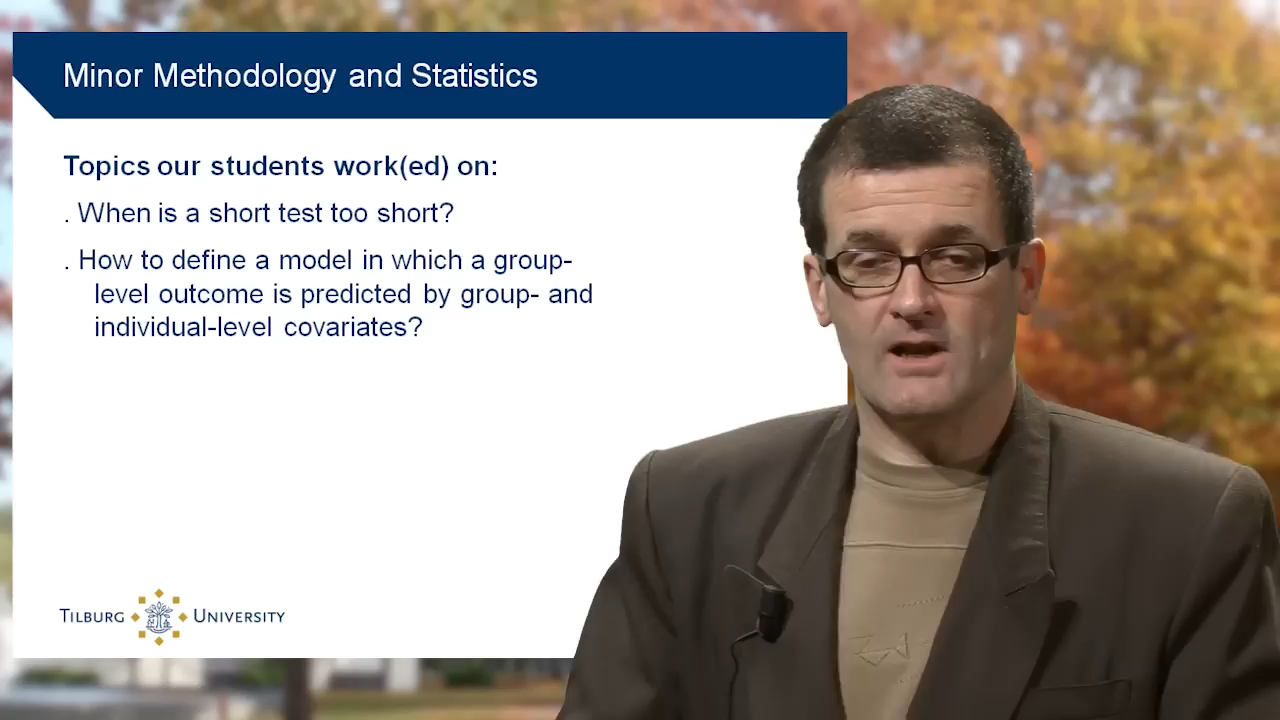 Minor Methodology and Statistics
Topics our students work(ed) on:
. When is a short test too short?
. How to define a model in which a group-
level outcome is predicted by group- and
individual-level covariates?
TILBURG UNIVERSITY